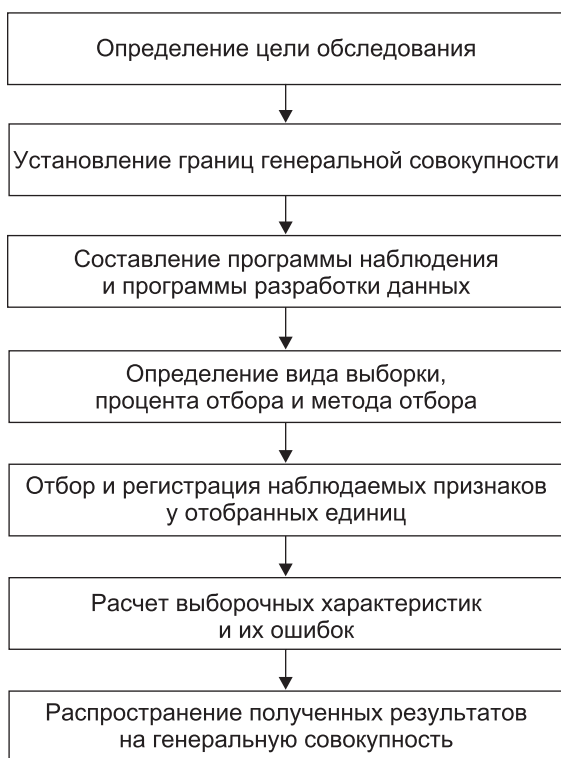 Определение цели обследования
Установление границ генеральной совокупности
Составление программы наблюдения
и программы разработки данных
Определение вида выборки,
процента отбора и метода отбора
Отбор и регистрация наблюдаемых признаков
у отобранных единиц
Расчет выборочных характеристик
и их ошибок
Распространение полученных результатов
на генеральную совокупность